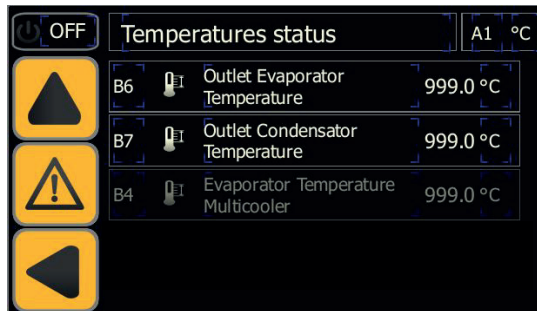 OFF
Temperatures status
A1 °C
B6
Outlet Evaporator
Temperature
999.0 °C
B7
Outlet Condensator
Temperature
999.0 °C
B4
Evaporator Temperature
Multicooler
999.0 °C